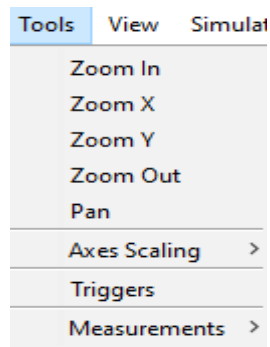 Tools View Simulat
Zoom In
Zoom X
Zoom Y
Zoom Out
Pan
Axes Scaling >
Triggers
Measurements >